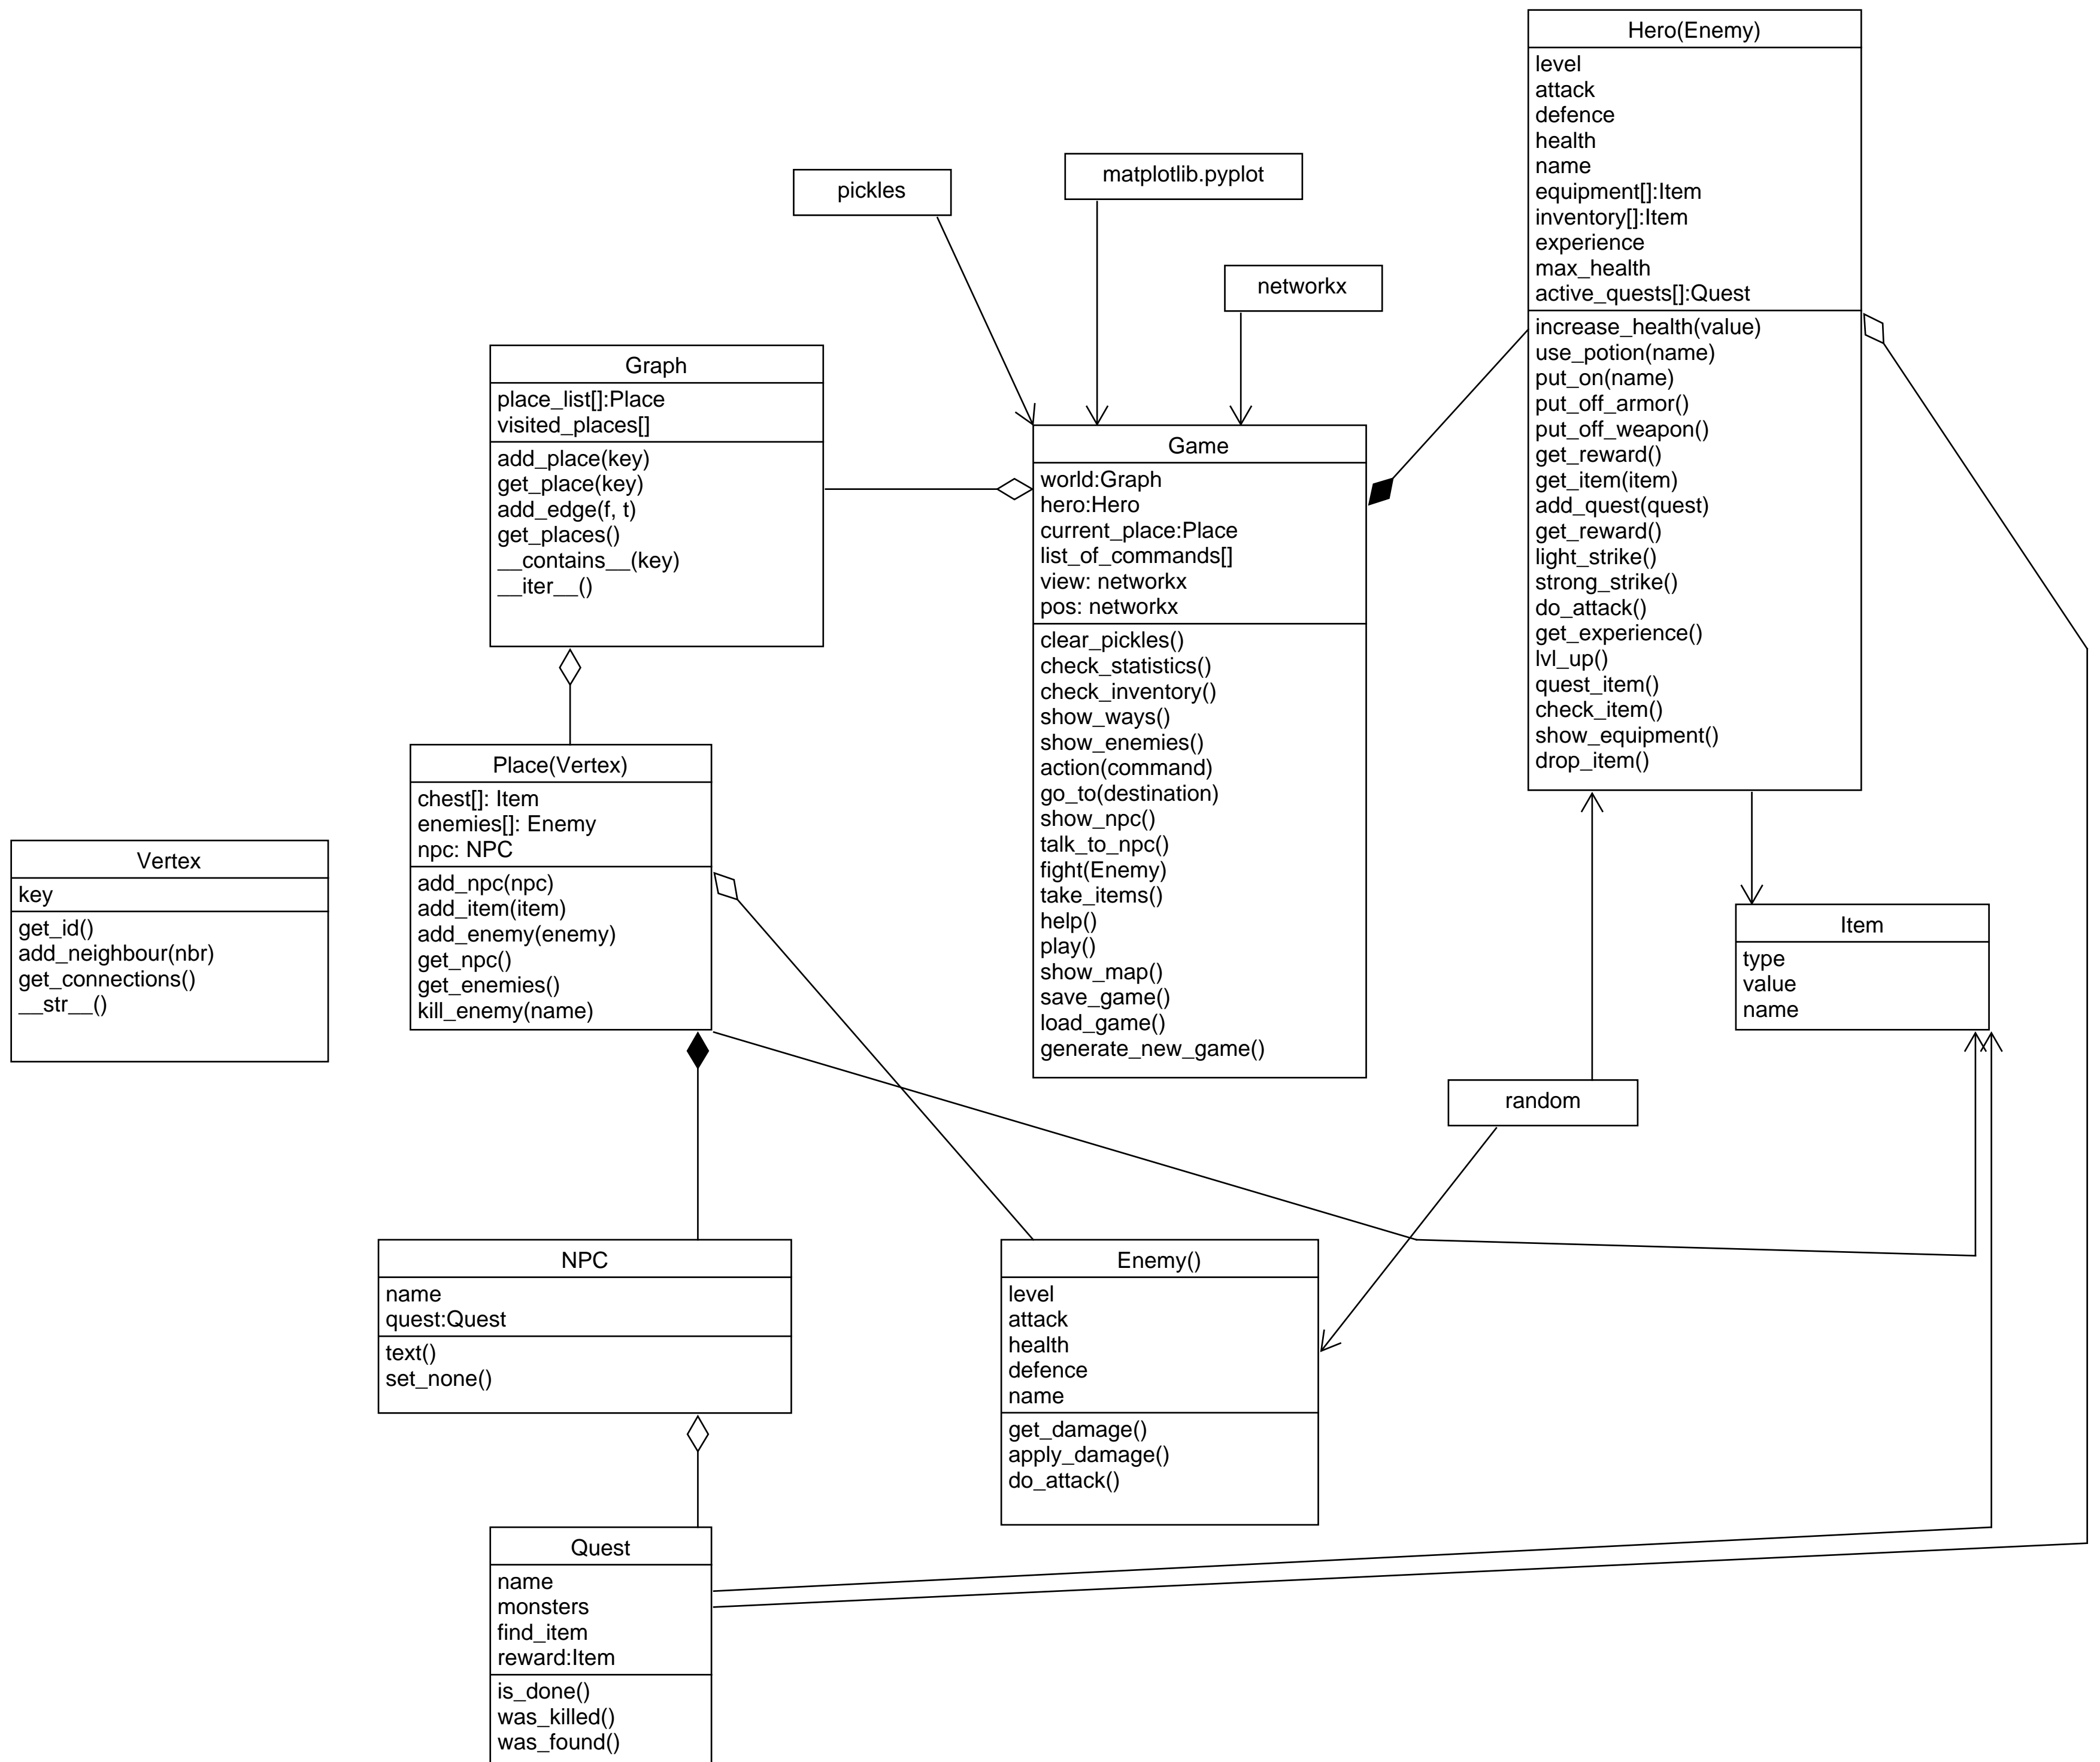 Hero(Enemy)
level
attack
defence
health
name
equipment[]:Item
inventory[]:Item
experience
max_health
active_quests[]:Quest
increase_health(value)
use_potion(name)
put_on(name)
put_off_armor()
put_off_weapon()
get_reward()
get_item(item)
add_quest(quest)
get_reward()
light_strike()
strong_strike()
do_attack()
get_experience()
lvl_up()
quest_item()
check_item()
show_equipment()
drop_item()
pickles
matplotlib.pyplot
networkx
Graph
place_list[]:Place
visited_places[]
add_place(key)
get_place(key)
add_edge(f, t)
get_places()
__contains__(key)
__iter__()
Game
world:Graph
hero:Hero
current_place:Place
list_of_commands[]
view: networkx
pos: networkx
clear_pickles()
check_statistics()
check_inventory()
show_ways()
show_enemies()
action(command)
go_to(destination)
show_npc()
talk_to_npc()
fight(Enemy)
take_items()
help()
play()
show_map()
save_game()
load_game()
generate_new_game()
Place(Vertex)
chest[]: Item
enemies[]: Enemy
npc: NPC
add_npc(npc)
add_item(item)
add_enemy(enemy)
get_npc()
get_enemies()
kill_enemy(name)
Vertex
key
get_id()
add_neighbour(nbr)
get_connections()
__str__()
Item
type
value
name
random
NPC
name
quest:Quest
text()
set_none()
Enemy()
level
attack
health
defence
name
get_damage()
apply_damage()
do_attack()
Quest
name
monsters
find_item
reward:Item
is_done()
was_killed()
was_found()